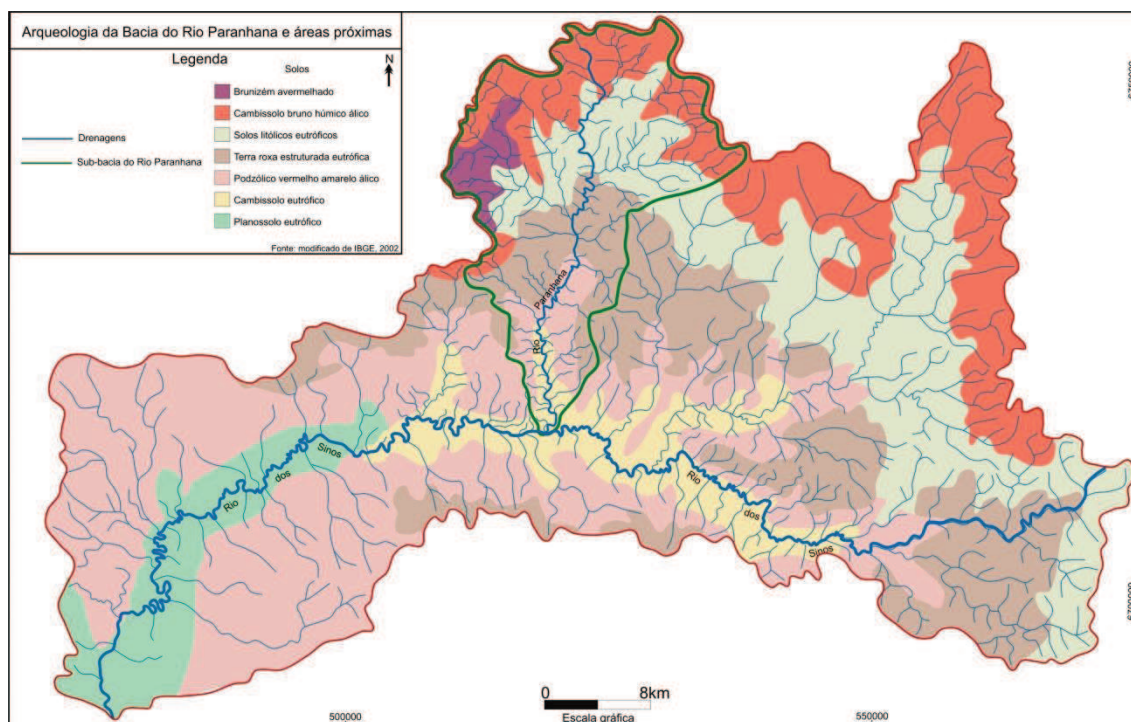 Arqueologia da Bacia do Rio Paranhana e áreas próximas
Legenda
N
Solos
Brunizém avermelhado
Cambissolo bruno húmico álico
Drenagens
Solos litólicos eutróficos
Sub-bacia do Rio Paranhana
Terra roxa estruturada eutrófica
Podzólico vermelho amarelo álico
Cambissolo eutrófico
Planossolo eutrófico
Fonte: modificado de IBGE, 2002
6750000
Rio Paranhana
Rio dos Sinos
Rio dos Sinos
6700000
0 8km
Escala gráfica
500000
550000